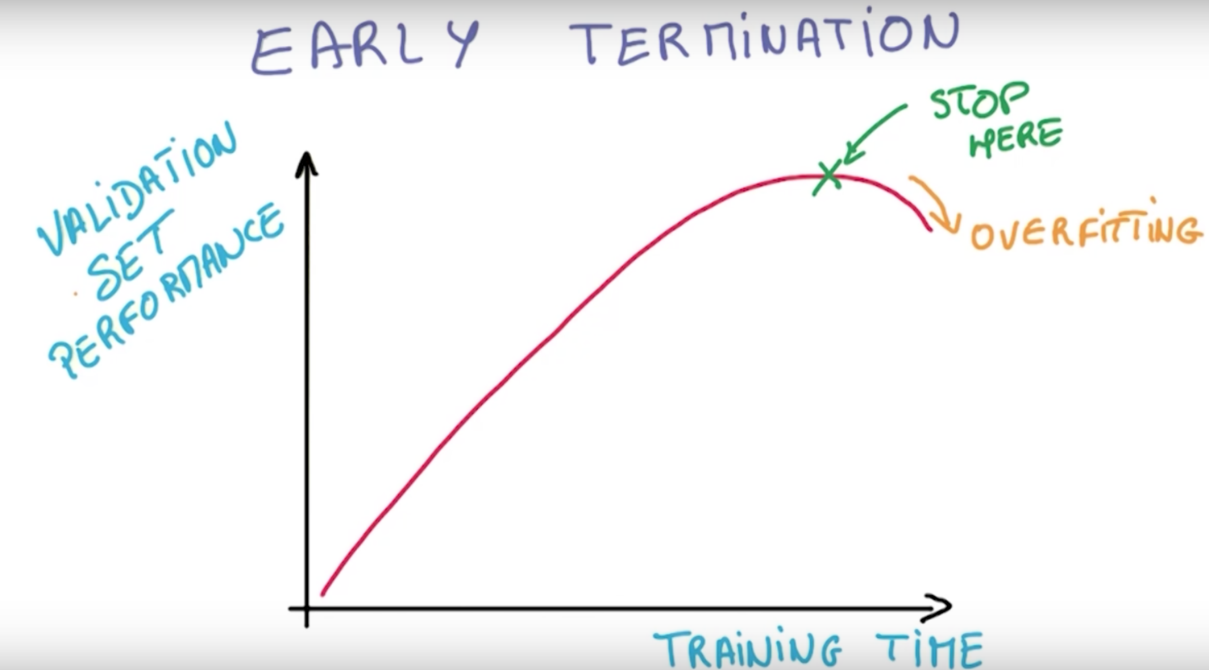 EARLY TERMINATION
STOP
HERE
VALIDATION
SET
PERFORMANCE
OVERFITTING
TRAINING TIME